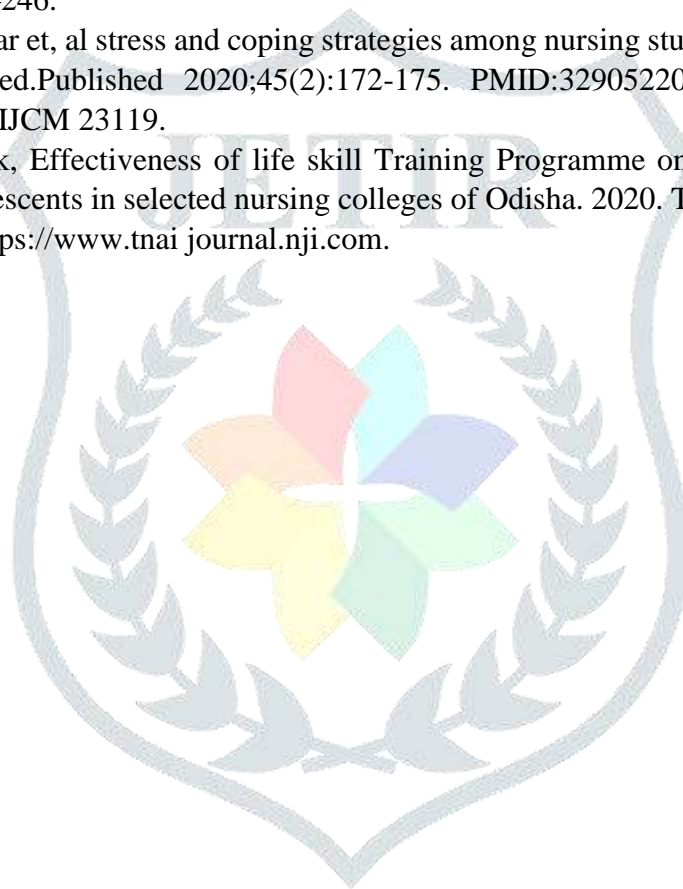 -246.
ar et, al stress and coping strategies among nursing stu
ed.Published 2020;45(2):172-175. PMID:32905220
IJCM 23119.
k, Effectiveness of life skill Training Programme on
escents in selected nursing colleges of Odisha. 2020. T
ps://www.tnai journal.nji.com.
JETIR